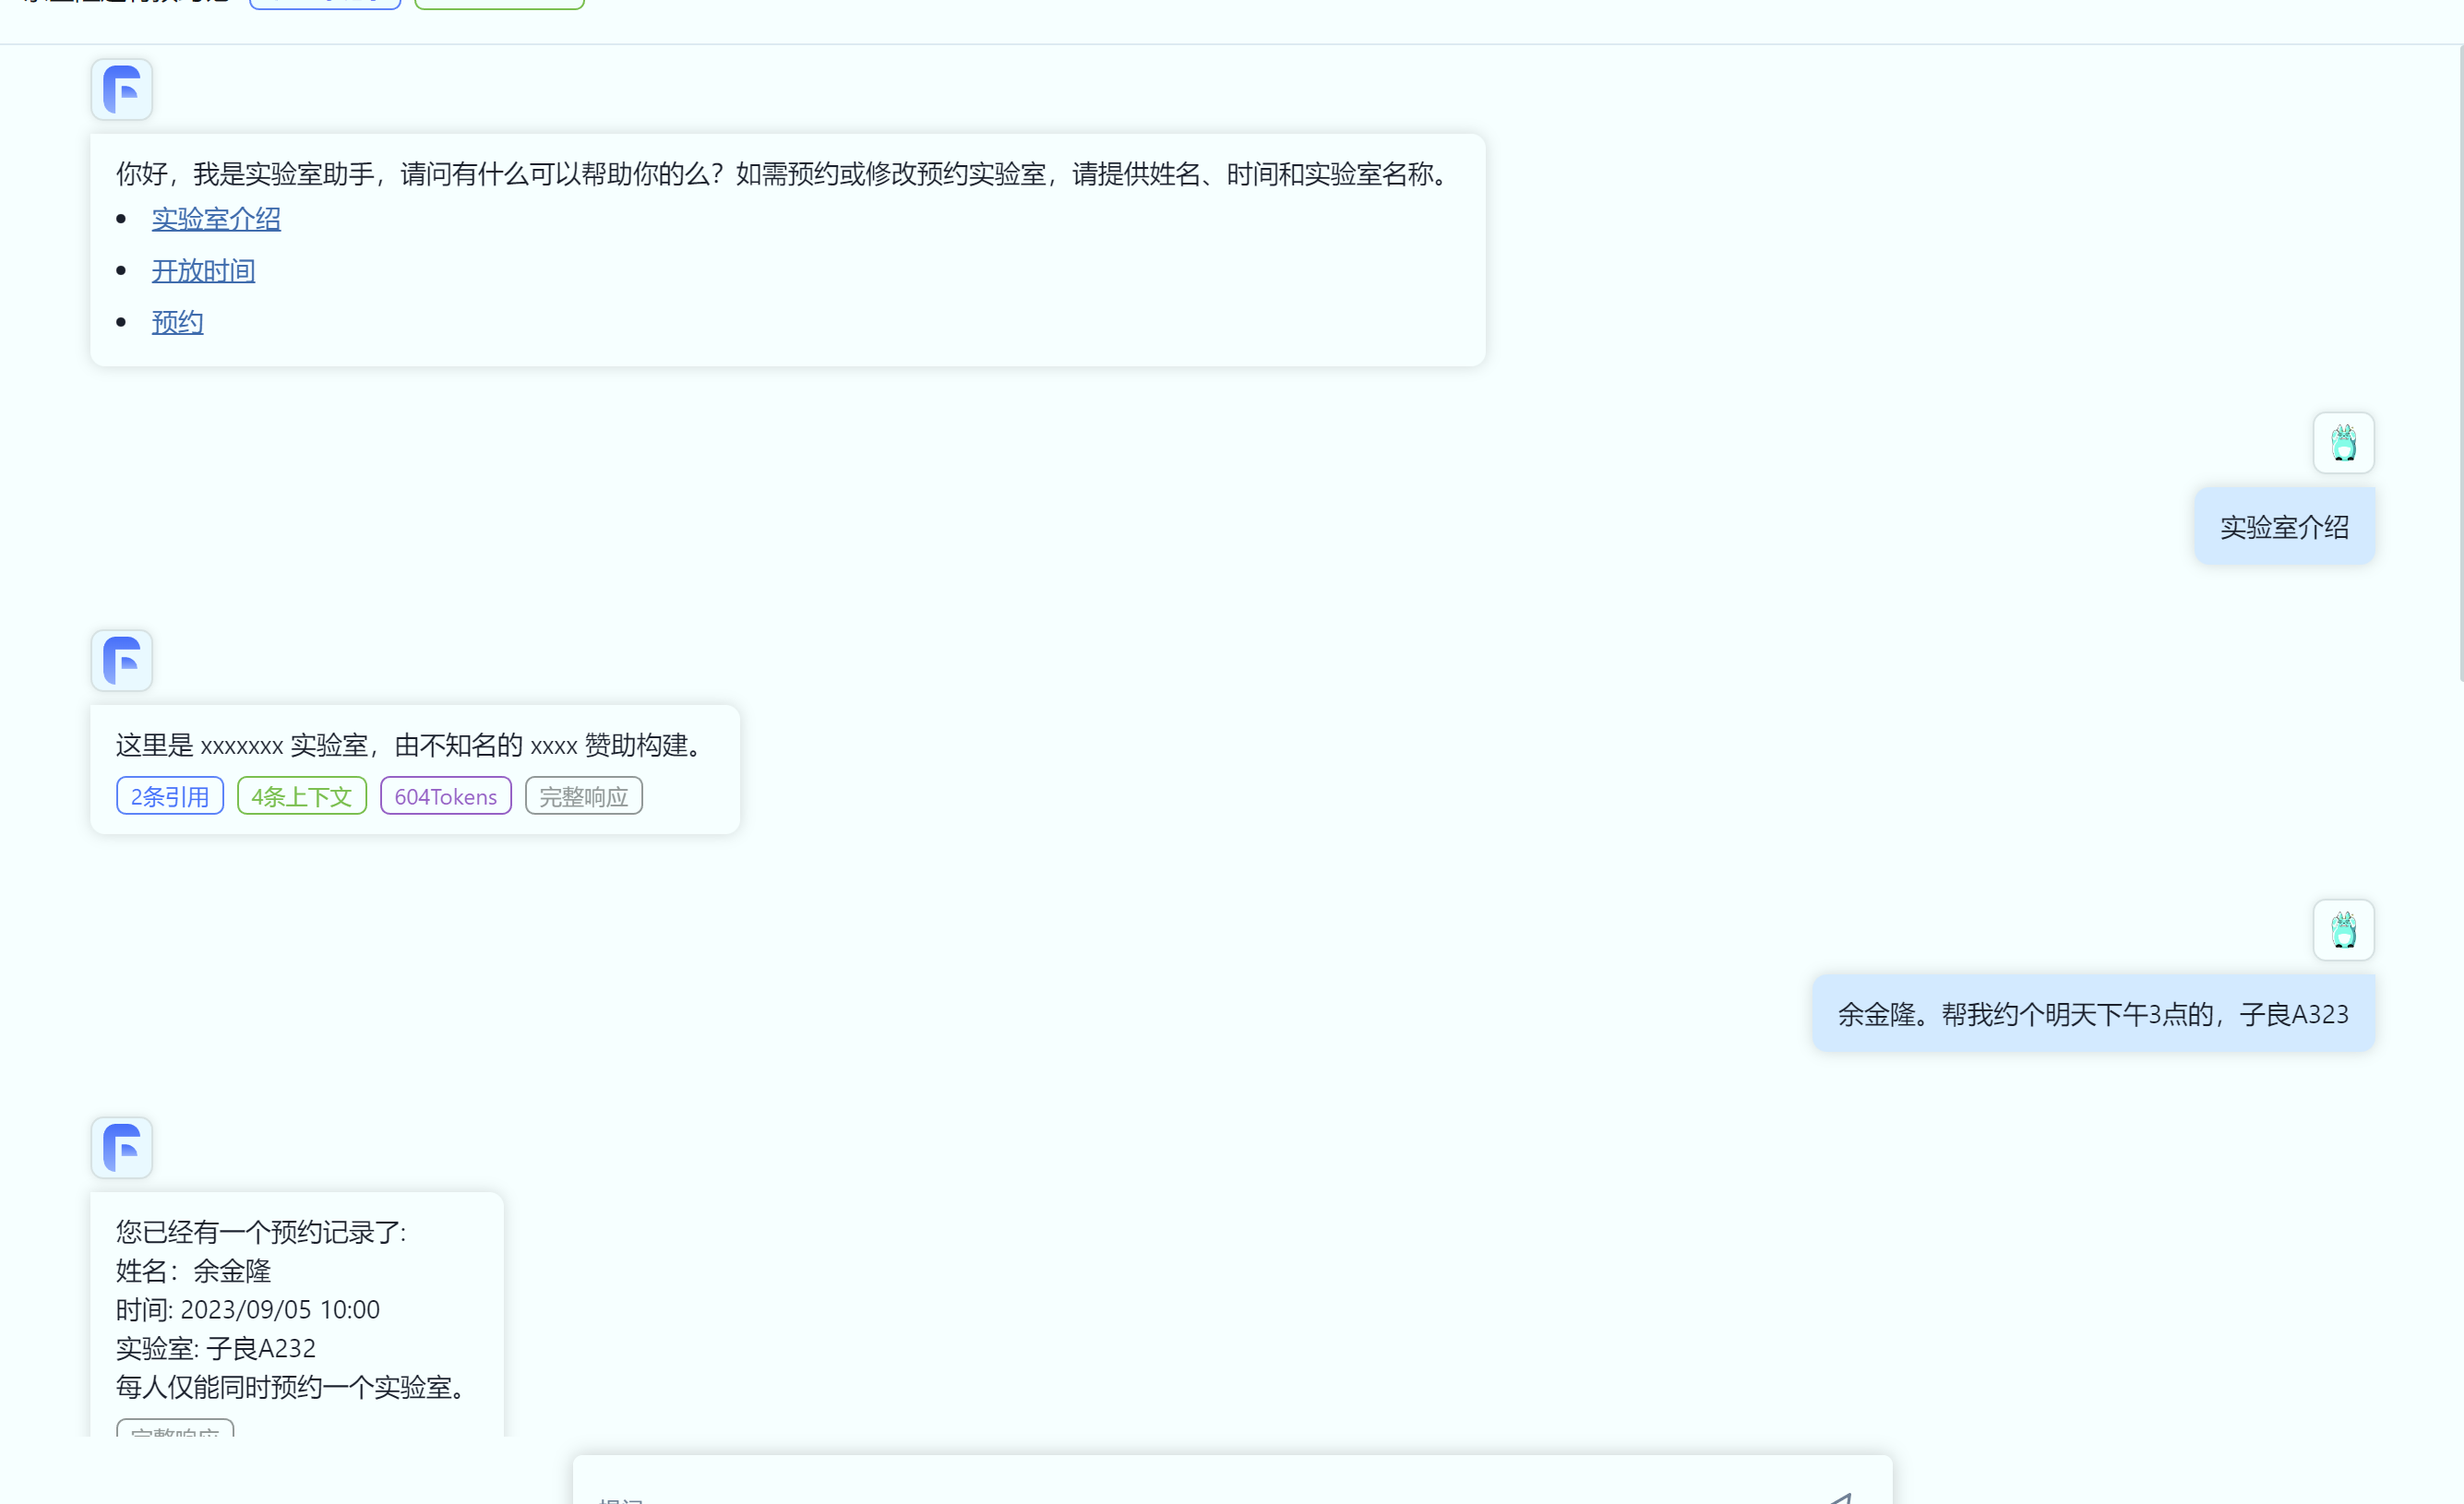 你好，我是实验室助手，请问有什么可以帮助你的么？如需预约或修改预约实验室，请提供姓名、时间和实验室名称。
实验室介绍
开放时间
预约
实验室介绍
这里是 xxxxxxx 实验室，由不知名的 xxxx 赞助构建。
2条引用 4条上下文 604Tokens 完整响应
余金隆。帮我约个明天下午3点的，子良A323
您已经有一个预约记录了:
姓名：余金隆
时间: 2023/09/05 10:00
实验室: 子良A232
每人仅能同时预约一个实验室。
完整响应